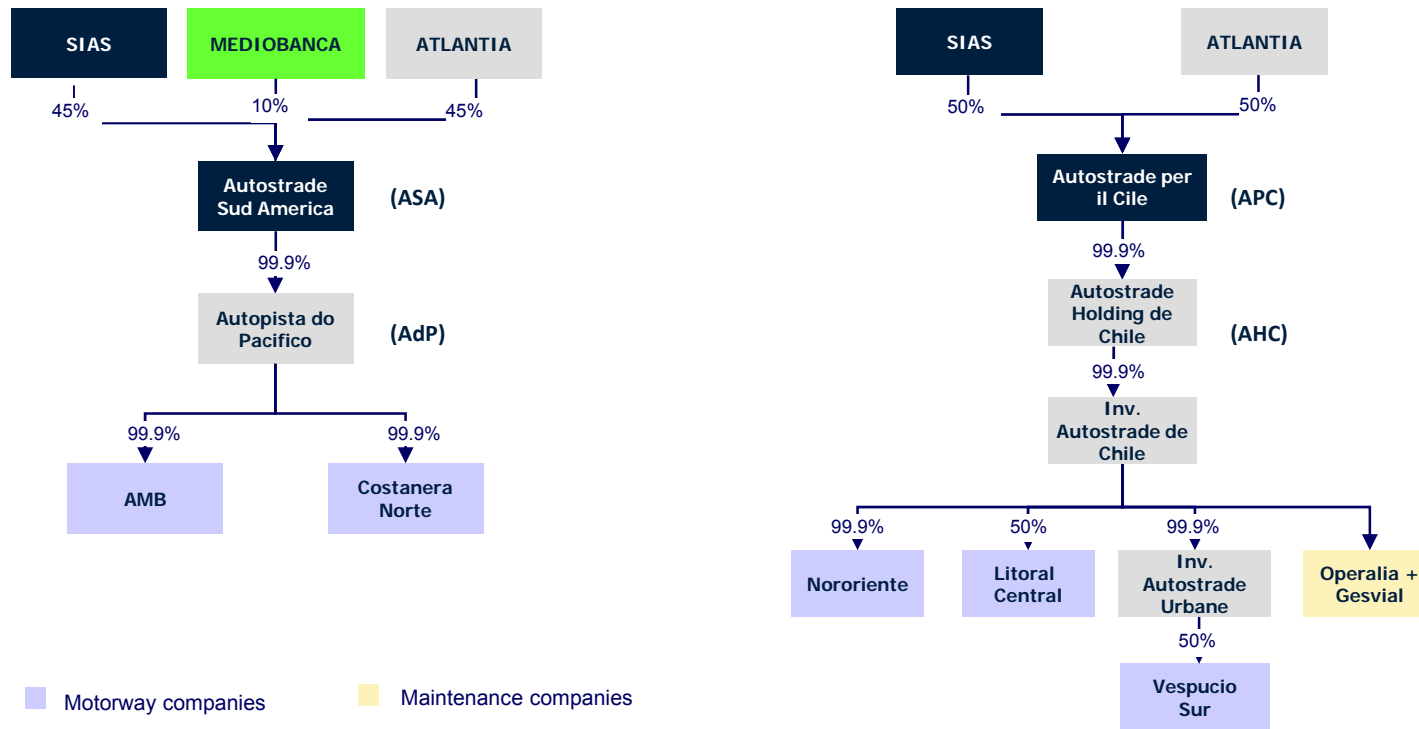 SIAS
MEDIOBANCA
ATLANTIA
45%
10%
45%
Autostrade
Sud America
(ASA)
99.9%
Autopista do
Pacifico
(AdP)
99.9%
99.9%
AMB
Costanera
Norte
SIAS
ATLANTIA
50%
50%
Autostrade per
il Cile
(APC)
99.9%
Autostrade
Holding de
Chile
(AHC)
99.9%
Inv.
Autostrade de
Chile
99.9%
50%
99.9%
Nororiente
Litoral
Central
Inv.
Autostrade
Urbane
Operalia +
Gesvial
50%
Vespucio
Sur
Motorway companies
Maintenance companies